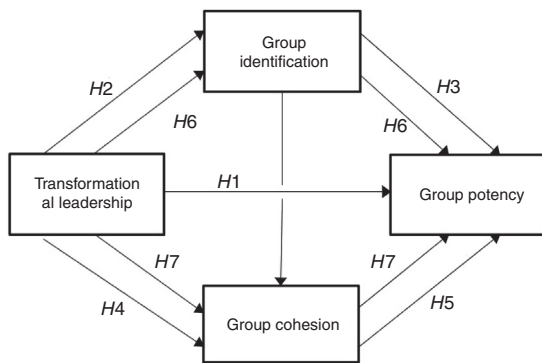 Group
identification
H2
H3
H6
H6
Transformation
al leadership
H1
Group potency
H7
H7
H4
H5
Group cohesion